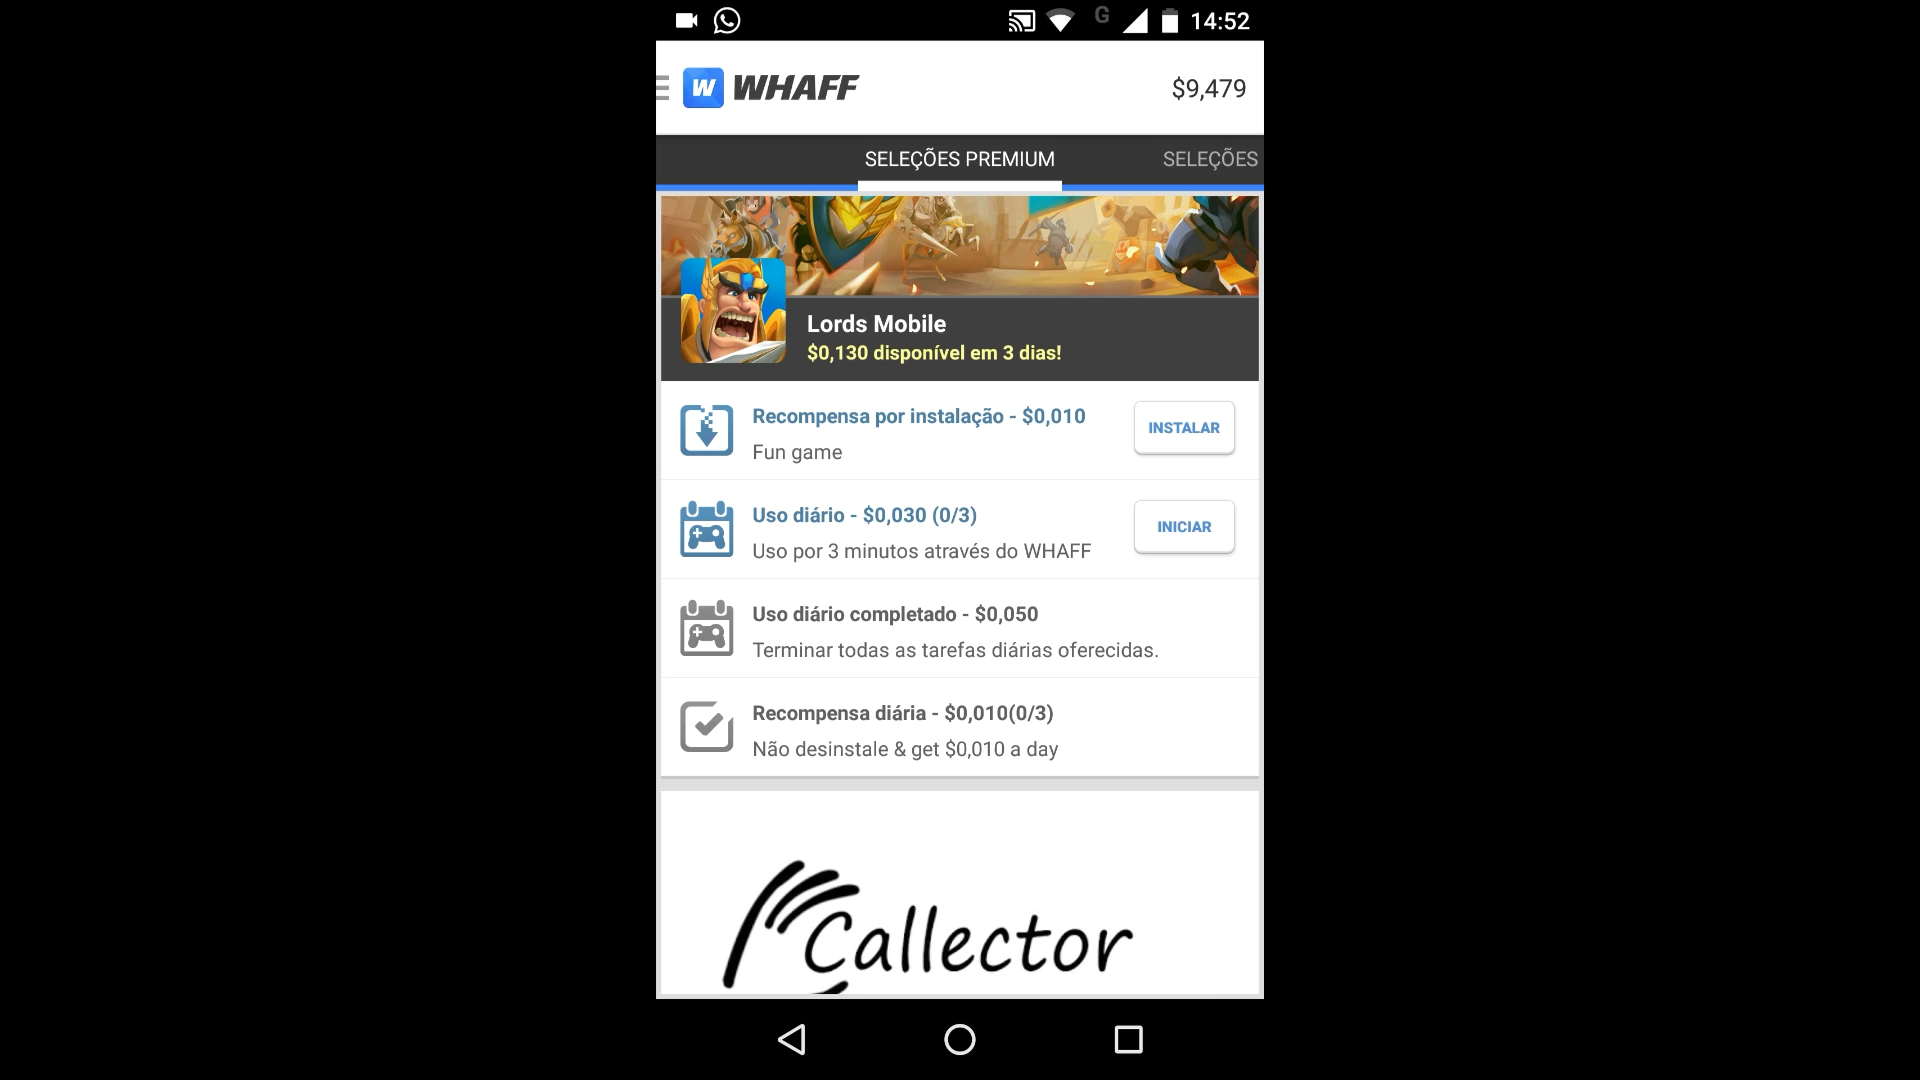 G 14:52
W WHAFF $9,479
SELEÇÕES PREMIUM SELEÇÕES
Lords Mobile
$0,130 disponível em 3 dias!
Recompensa por instalação - $0,010
Fun game
INSTALAR
Uso diário - $0,030 (0/3)
Uso por 3 minutos através do WHAFF
INICIAR
Uso diário completado - $0,050
Terminar todas as tarefas diárias oferecidas.
Recompensa diária - $0,010(0/3)
Não desinstale & get $0,010 a day
Callector